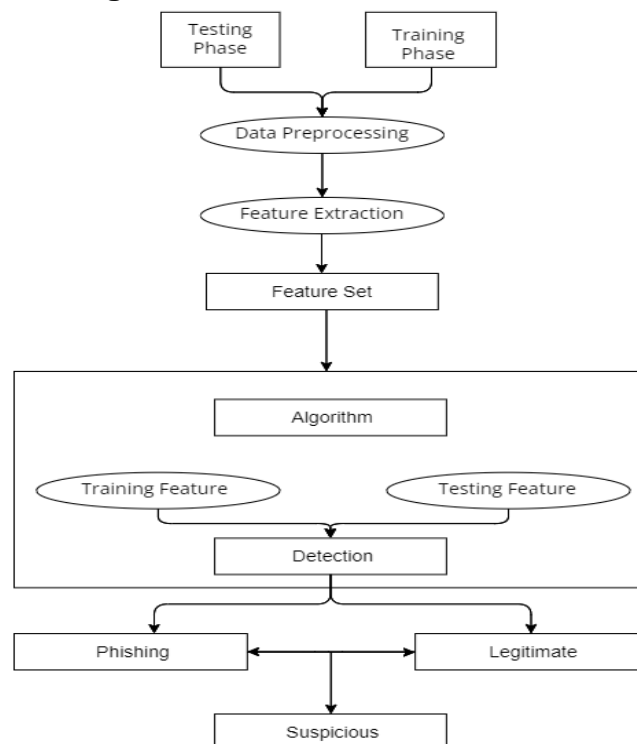 Testing
Phase
Training
Phase
Data Preprocessing
Feature Extraction
Feature Set
Algorithm
Training Feature
Testing Feature
Detection
Phishing
Legitimate
Suspicious